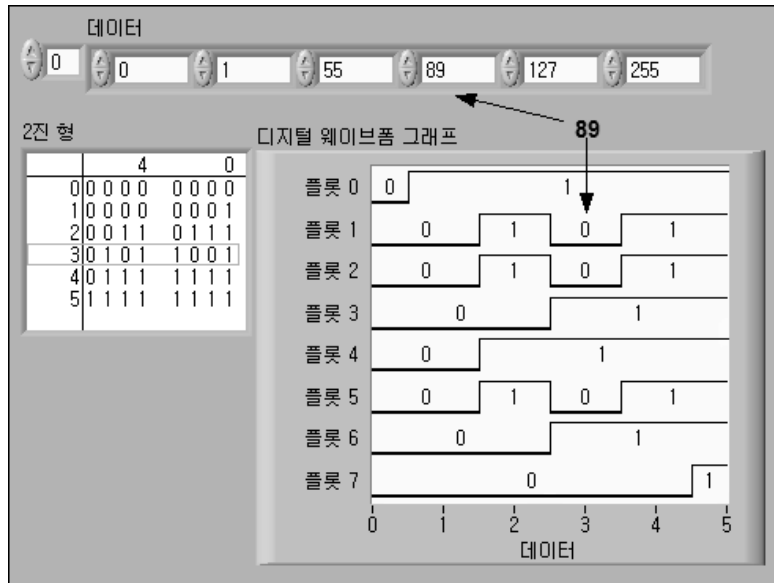 데이터
0 0 1 55 89 127 255
89
2진 형
4 0
0 0 0 0 0 0 0 0 0
1 0 0 0 0 0 0 0 1
2 0 0 1 1 0 1 1 1
3 0 1 0 1 1 0 0 1
4 0 1 1 1 1 1 1 1
5 1 1 1 1 1 1 1 1
디지털 웨이브폼 그래프
플롯 0 0 1
플롯 1 0 1 0 1
플롯 2 0 1 0 1
플롯 3 0 1
플롯 4 0 1
플롯 5 0 1 0 1
플롯 6 0 1
플롯 7 0 1
0 1 2 3 4 5
데이터